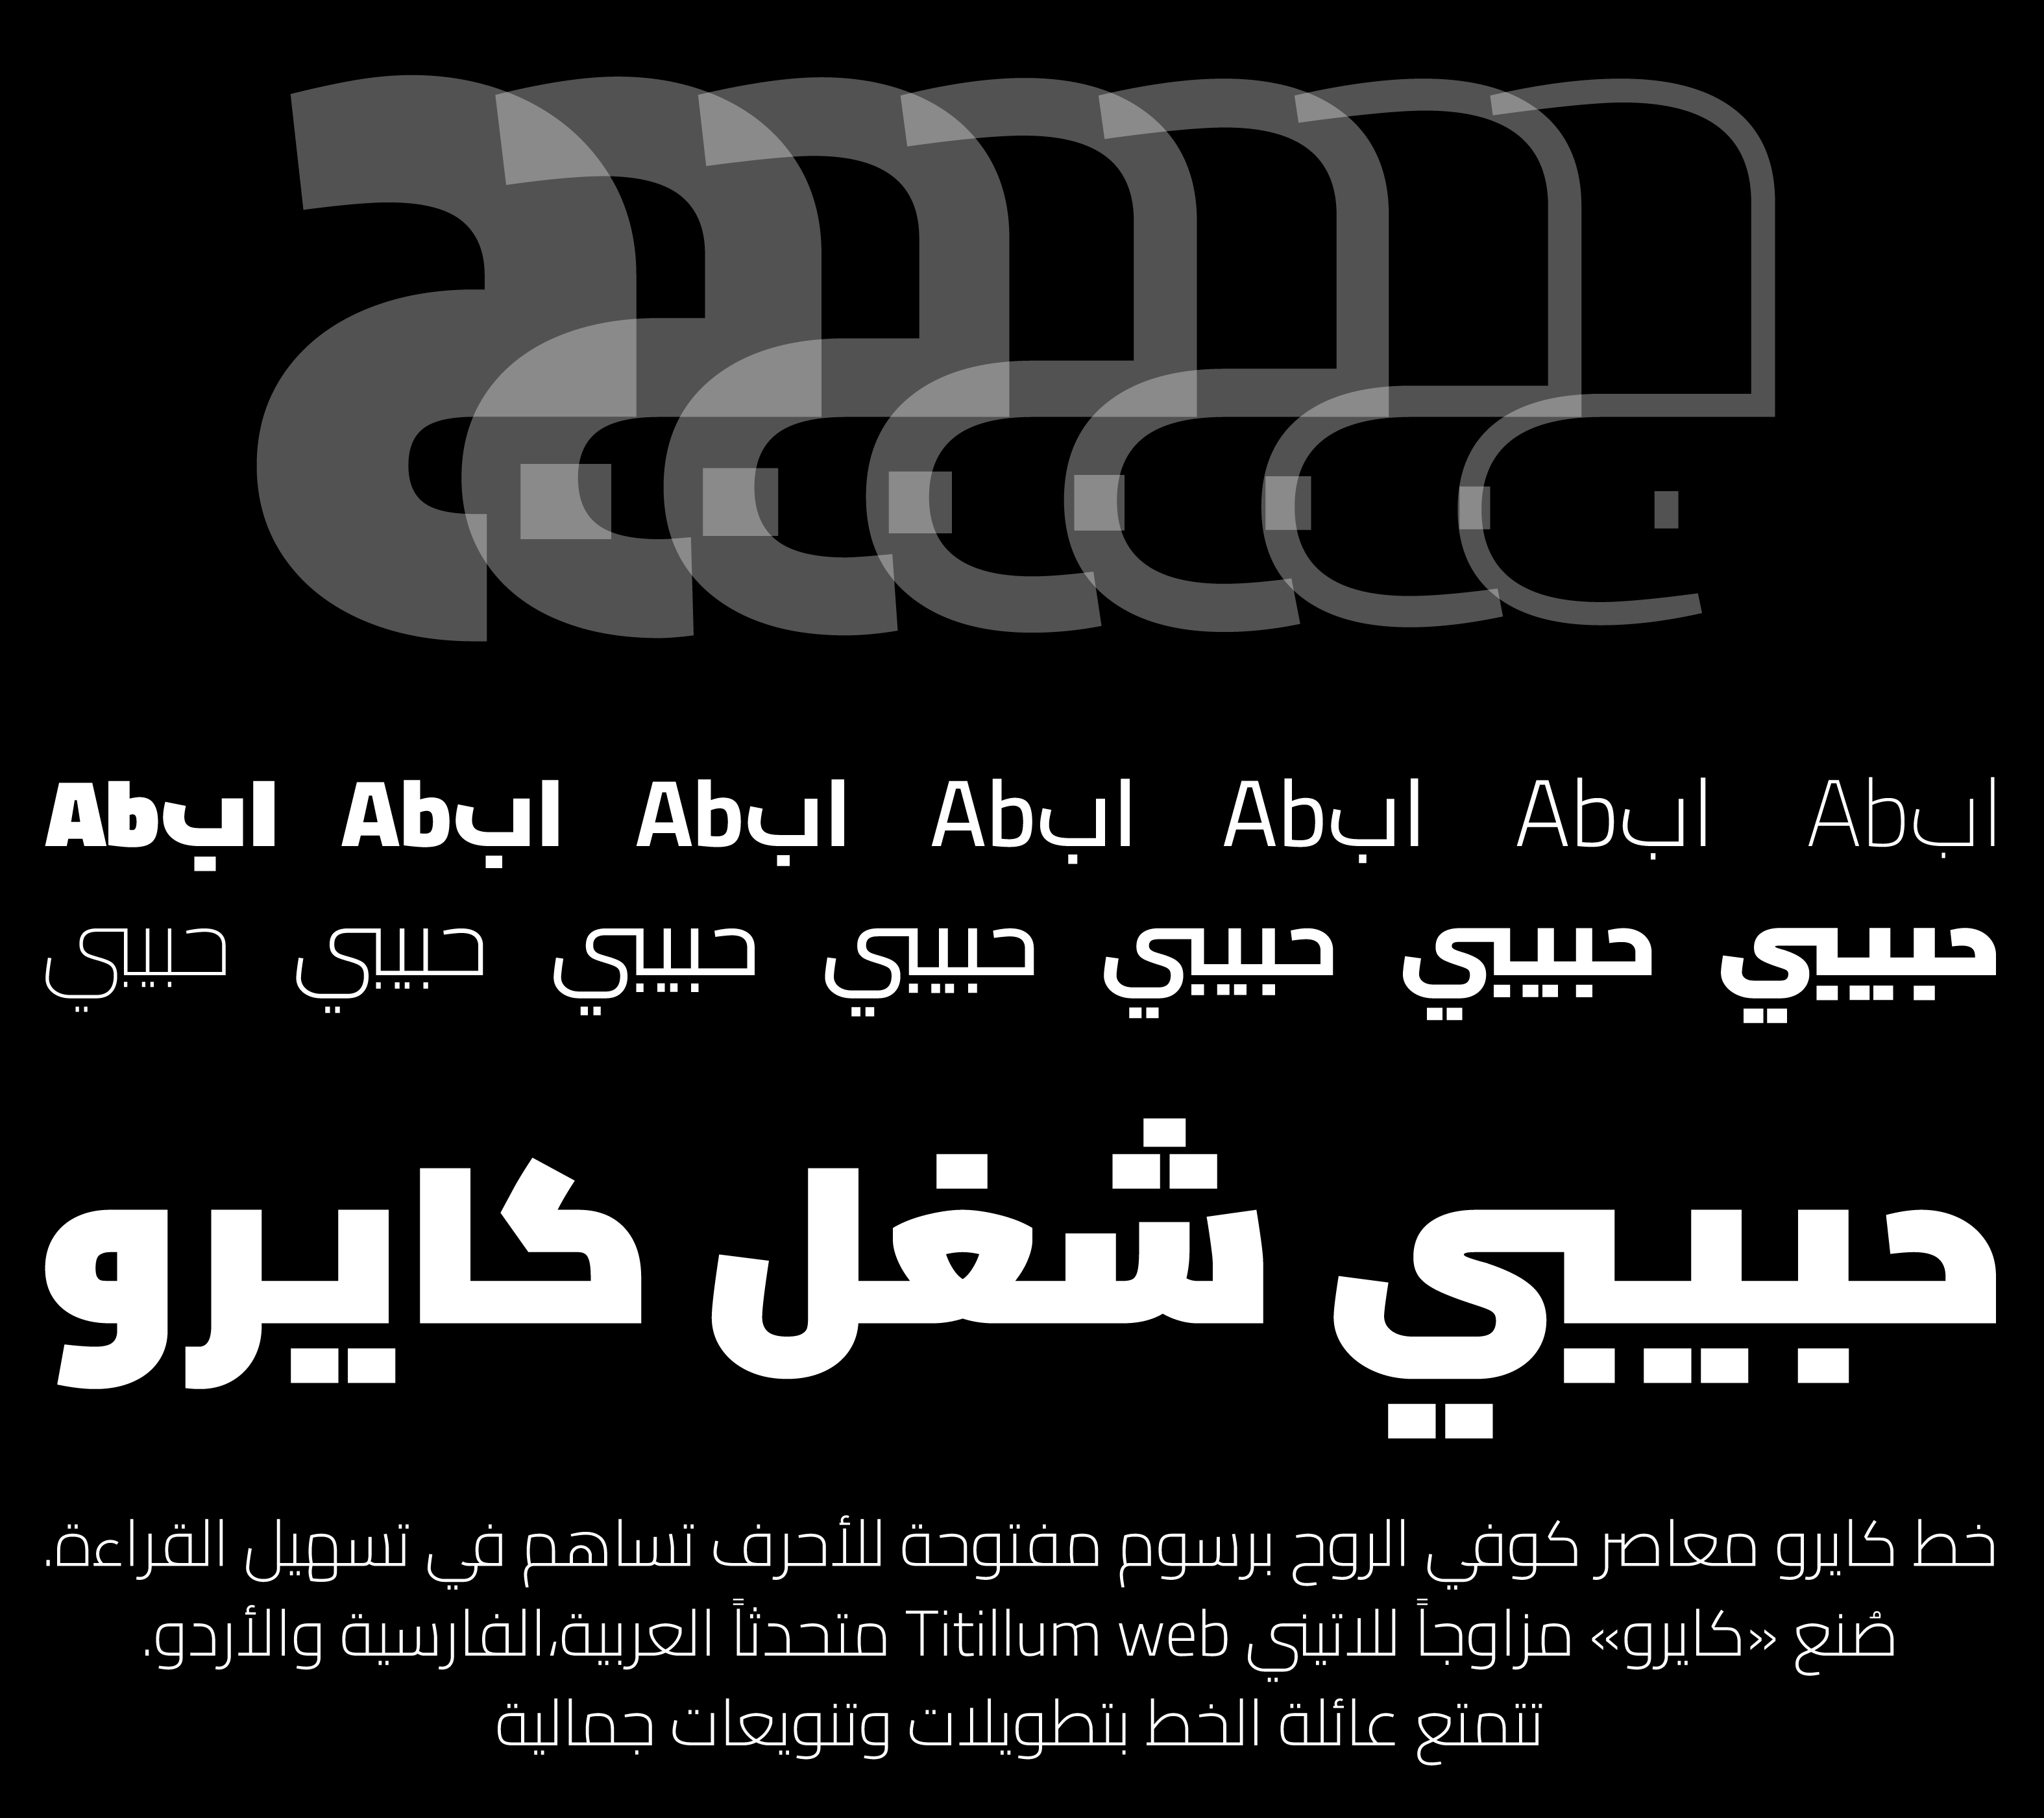 Abاب Abاب Abاب Abاب Abاب Abاب Abاب
حبيبي حبيبي حبيبي حبيبي حبيبي حبيبي حبيبي
حبيبي شغل كايرو
خط كايرو معاصر كوفي الروح برسوم مفتوحة للأحرف تساهم في تسهيل القراءة.
صُنع «كايرو» مزاوجاً للاتيني Titillum web متحدثاً العربية،الفارسية والأردو.
تتمتع عائلة الخط بتطويلات وتنويعات جمالية